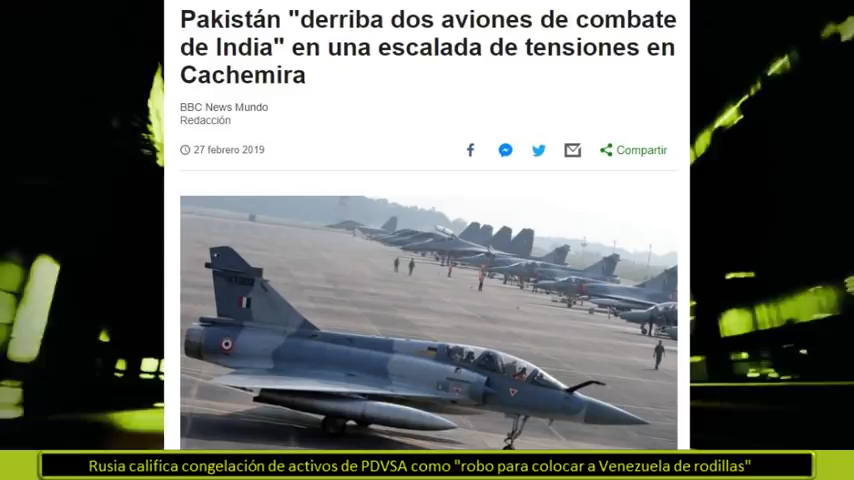 Pakistán "derriba dos aviones de combate
de India" en una escalada de tensiones en
Cachemira
BBC News Mundo
Redacción
27 febrero 2019
Compartir
Rusia califica congelación de activos de PDVSA como "robo para colocar a Venezuela de rodillas"